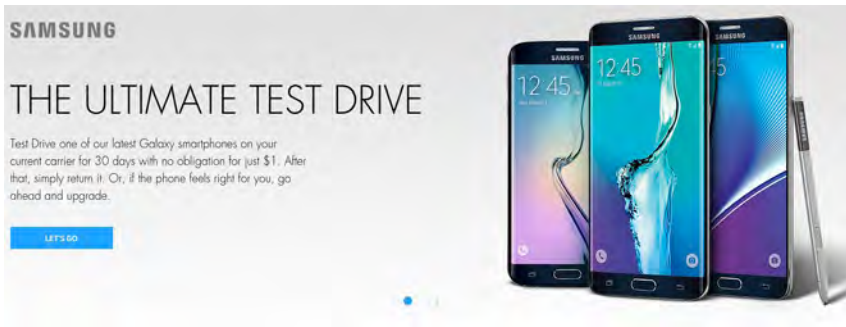 SAMSUNG
THE ULTIMATE TEST DRIVE
Test Drive one of our latest Galaxy smartphones on your
current carrier for 30 days with no obligation for just $1. After
that, simply return it. Or, if the phone feels right for you, go
ahead and upgrade.
LET'S GO
SAMSUNG
SAMSUNG
12:45
12:45
5
SAMSUNG